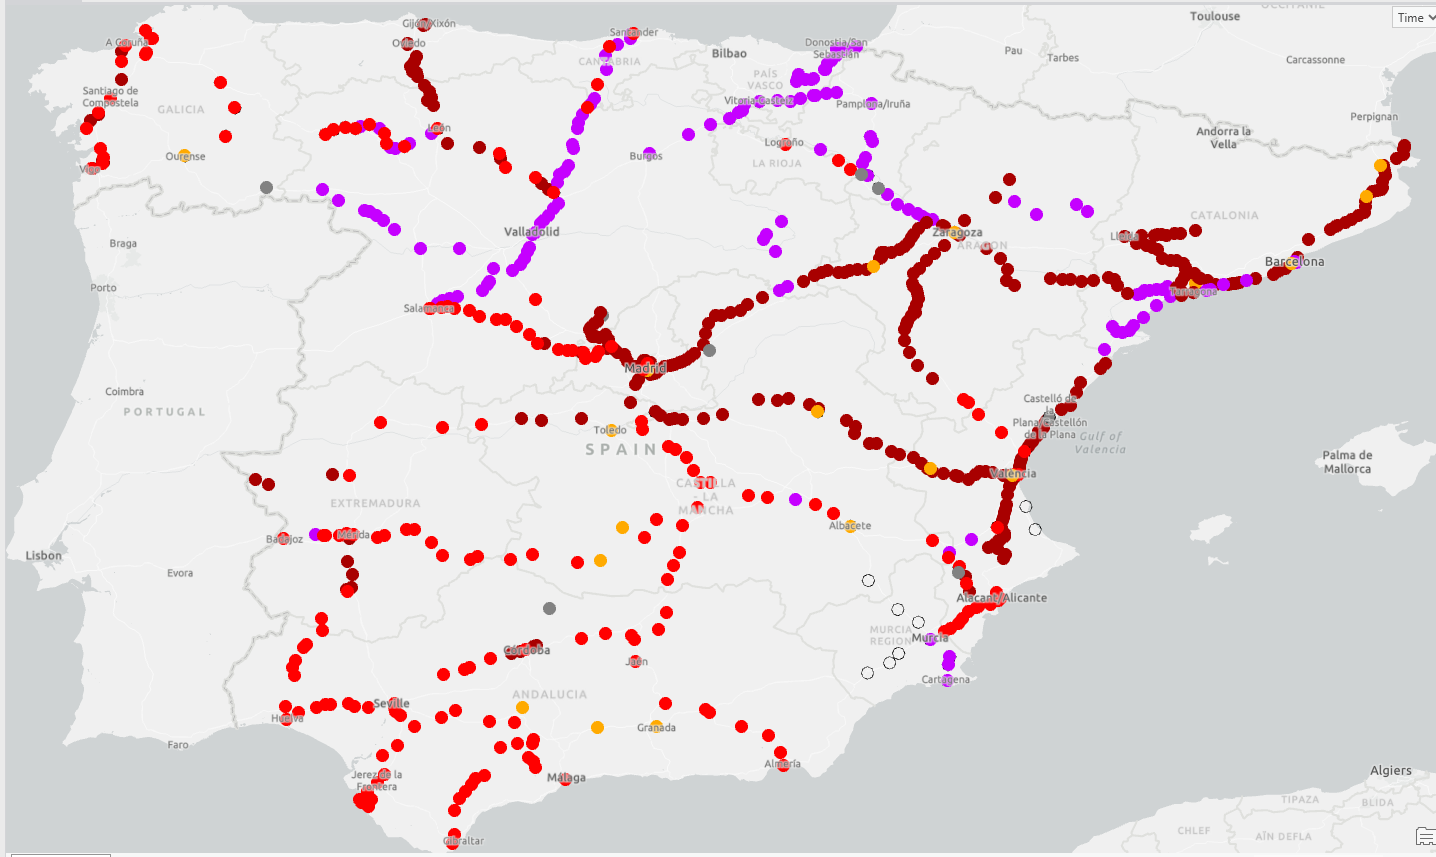 OCCITANIE
Toulouse
Time
Gijón/Xixón
Santander
A Coruña
Oviedo
Bilbao
Donostia/San
Sebastián
Pau
Tarbes
Carcassonne
CANTABRIA
PAÍS
VASCO
Santiago de
Compostela
GALICIA
Vitoria-Gasteiz
Pamplona/Iruña
Perpignan
León
Andorra la
Vella
Logroño
Ourense
Burgos
LA RIOJA
Vigo
CATALONIA
Valladolid
Zaragoza
Lleida
Braga
ARAGON
Barcelona
Porto
Tarragona
Salamanca
Madrid
Coimbra
PORTUGAL
Castelló de
la
Plana/Castellón
de la Plana
Toledo
SPAIN
Gulf of
Valencia
Palma de
Mallorca
Valencia
CASTILLA
- LA
MANCHA
EXTREMADURA
Albacete
Badajoz
Mérida
Lisbon
Evora
Alacant/Alicante
MURCIA
REGION
Murcia
Córdoba
Jaén
Cartagena
ANDALUCIA
Seville
Huelva
Granada
Faro
Almería
Jerez de la
Frontera
Málaga
Algiers
TIPAZA
BLIDA
CHLEF
AÏN DEFLA
Gibraltar